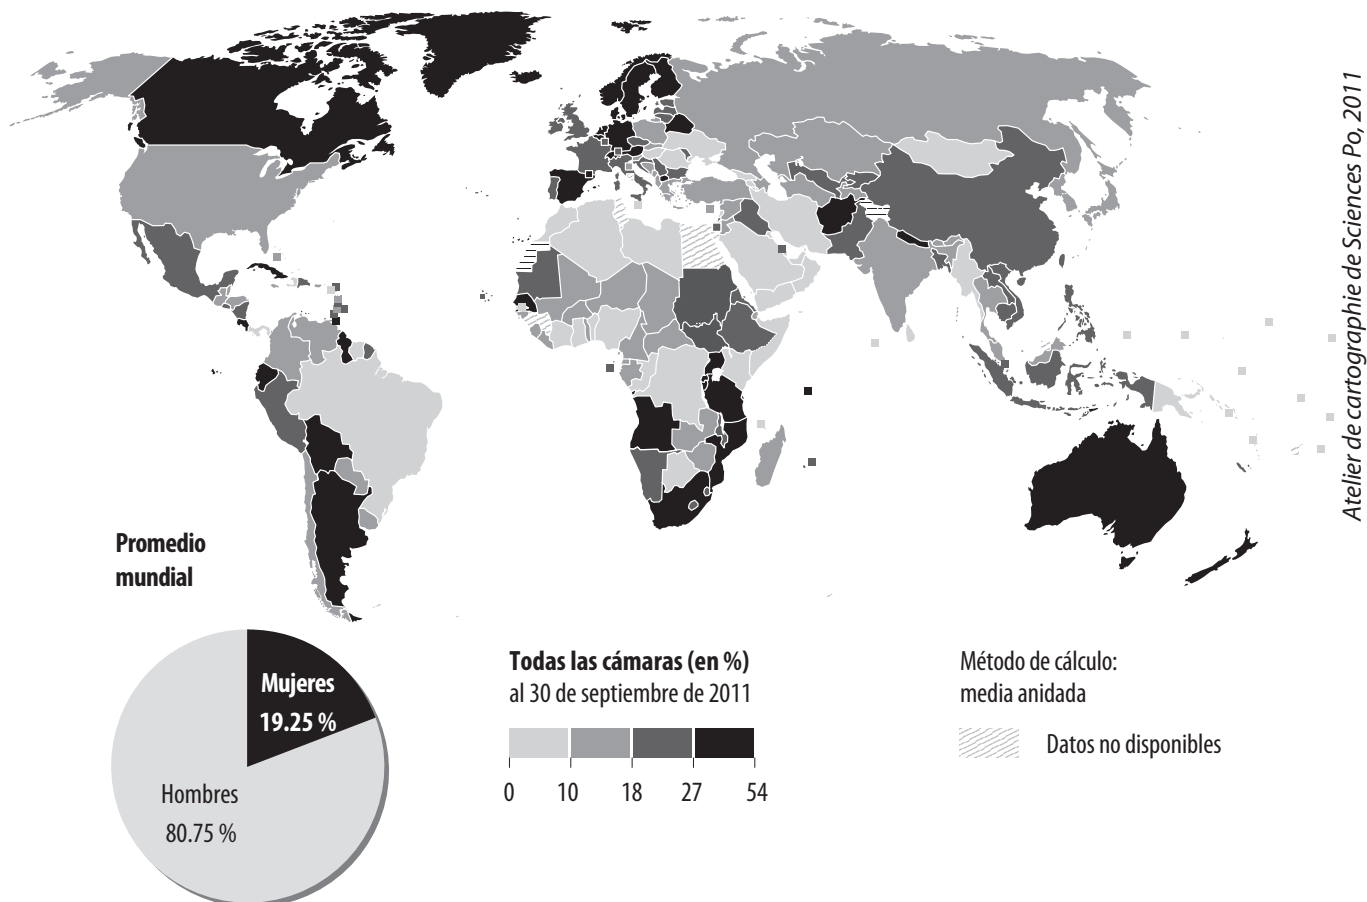 Atelier de cartographie de Sciences Po, 2011
Promedio
mundial
Mujeres
19.25 %
Hombres
80.75 %
Todas las cámaras (en %)
al 30 de septiembre de 2011
0 10 18 27 54
Método de cálculo:
media anidada
Datos no disponibles